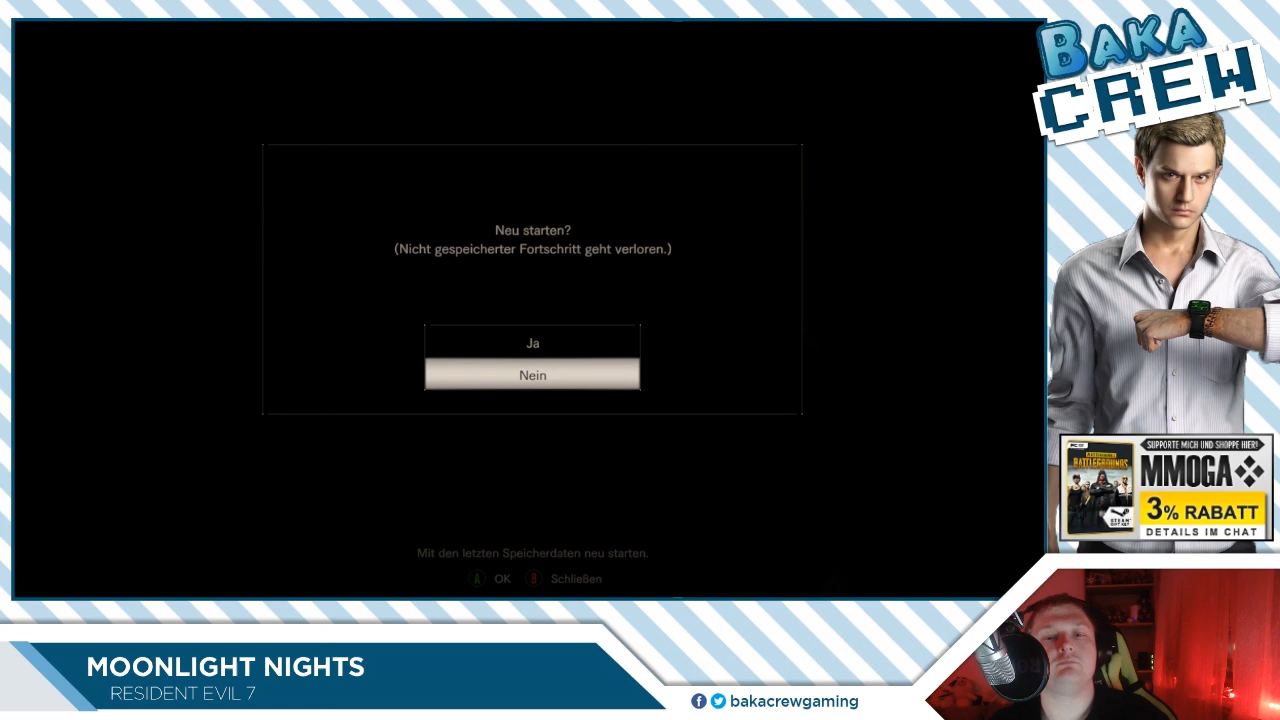 BAKA
CREW
Neu starten?
(Nicht gespeicherter Fortschritt geht verloren.)
Ja
Nein
Mit den letzten Speicherdaten neu starten.
A OK B Schließen
SUPPORTE MICH UND SHOPPE HIER!
BATTLEGROUNDS
MMOGA
3% RABATT
DETAILS IM CHAT
MOONLIGHT NIGHTS
RESIDENT EVIL 7
bakacrewgaming